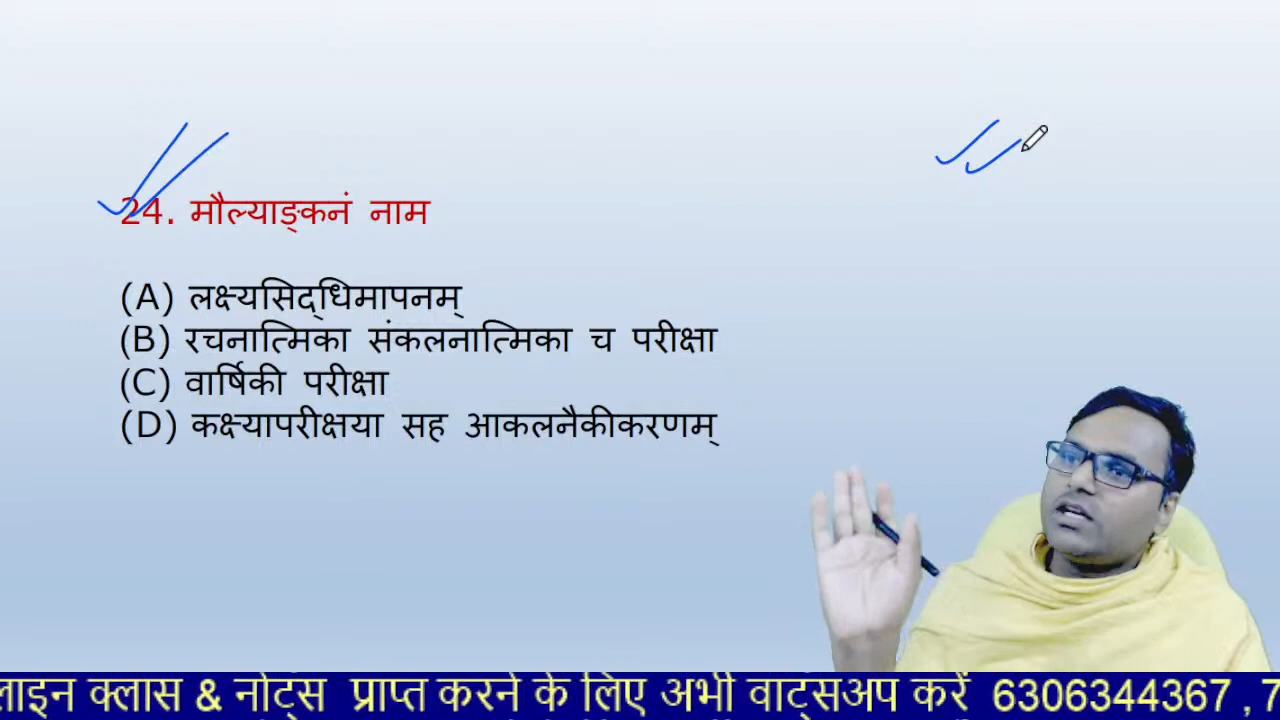 24. मौल्याङ्कनं नाम
(A) लक्ष्यसिद्धिमापनम्
(B) रचनात्मिका संकलनात्मिका च परीक्षा
(C) वार्षिकी परीक्षा
(D) कक्ष्यापरीक्षया सह आकलनैकीकरणम्
लाइन क्लास & नोट्स प्राप्त करने के लिए अभी वाट्सअप करें 6306344367 ,7